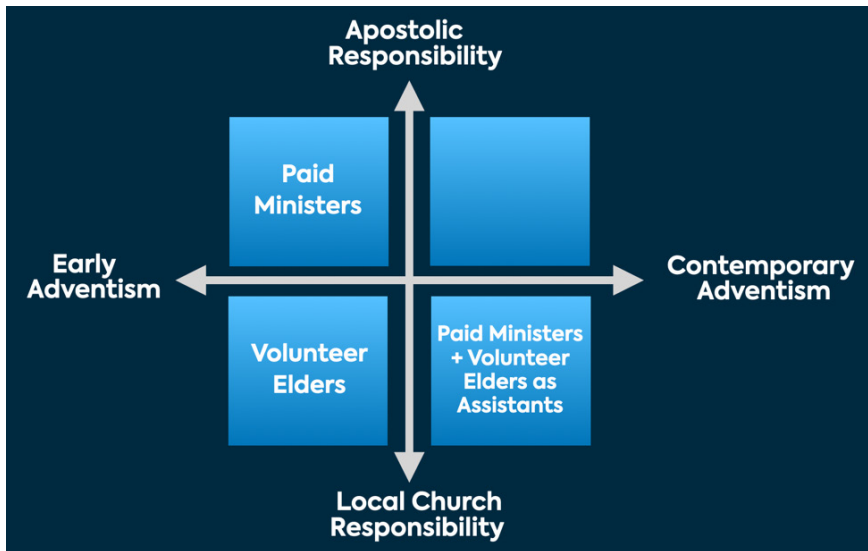 Apostolic
Responsibility
Paid
Ministers
Early
Adventism
Contemporary
Adventism
Volunteer
Elders
Paid Ministers
+ Volunteer
Elders as
Assistants
Local Church
Responsibility